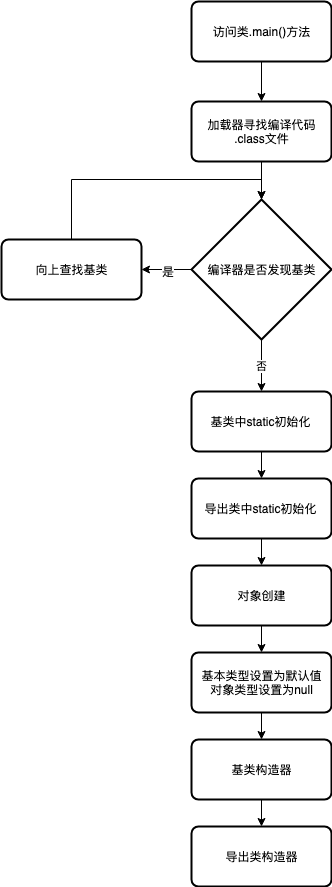 访问类.main()方法
加载器寻找编译代码
.class文件
向上查找基类
是
编译器是否发现基类
否
基类中static初始化
导出类中static初始化
对象创建
基本类型设置为默认值
对象类型设置为null
基类构造器
导出类构造器